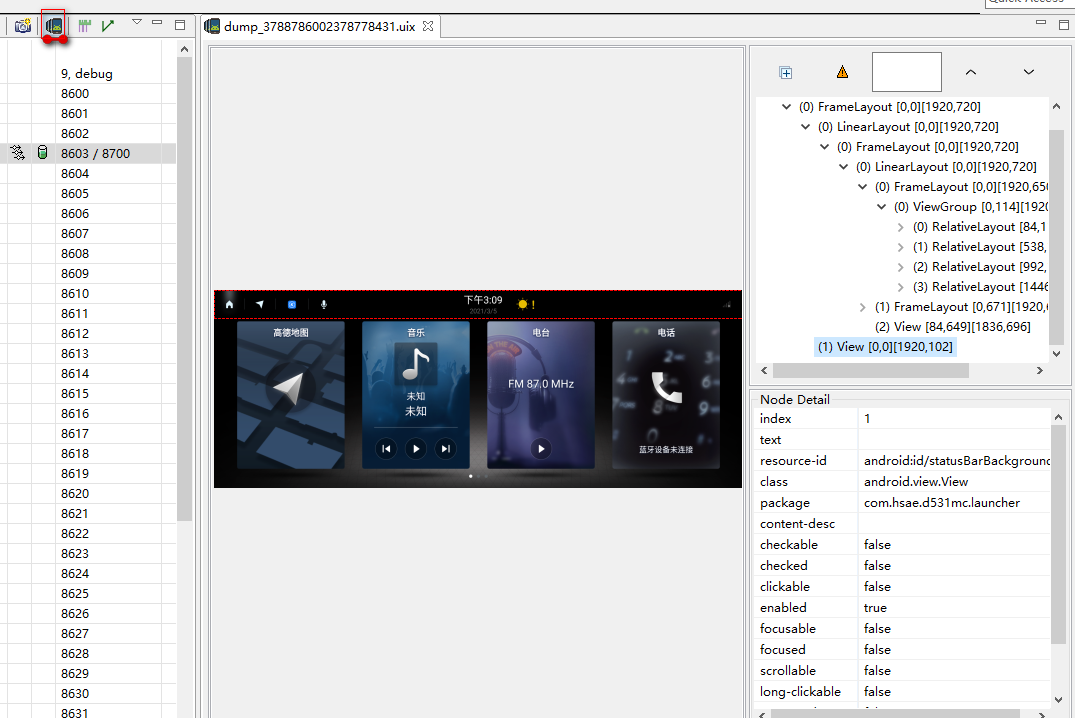 Quick Access
dump_3788786002378778431.uix
9, debug
8600
8601
8602
8603 / 8700
8604
8605
8606
8607
8608
8609
8610
8611
8612
8613
8614
8615
8616
8617
8618
8619
8620
8621
8622
8623
8624
8625
8626
8627
8628
8629
8630
8631
下午3:09
2021/3/5
高德地图
音乐
未知
未知
电台
FM 87.0 MHz
电话
蓝牙设备未连接
(0) FrameLayout [0,0][1920,720]
(0) LinearLayout [0,0][1920,720]
(0) FrameLayout [0,0][1920,720]
(0) LinearLayout [0,0][1920,720]
(0) FrameLayout [0,0][1920,650
(0) ViewGroup [0,114][1920
(0) RelativeLayout [84,1
(1) RelativeLayout [538,
(2) RelativeLayout [992,
(3) RelativeLayout [1446
(1) FrameLayout [0,671][1920,
(2) View [84,649][1836,696]
(1) View [0,0][1920,102]
Node Detail
index 1
text
resource-id android:id/statusBarBackground
class android.view.View
package com.hsae.d531mc.launcher
content-desc
checkable false
checked false
clickable false
enabled true
focusable false
focused false
scrollable false
long-clickable false